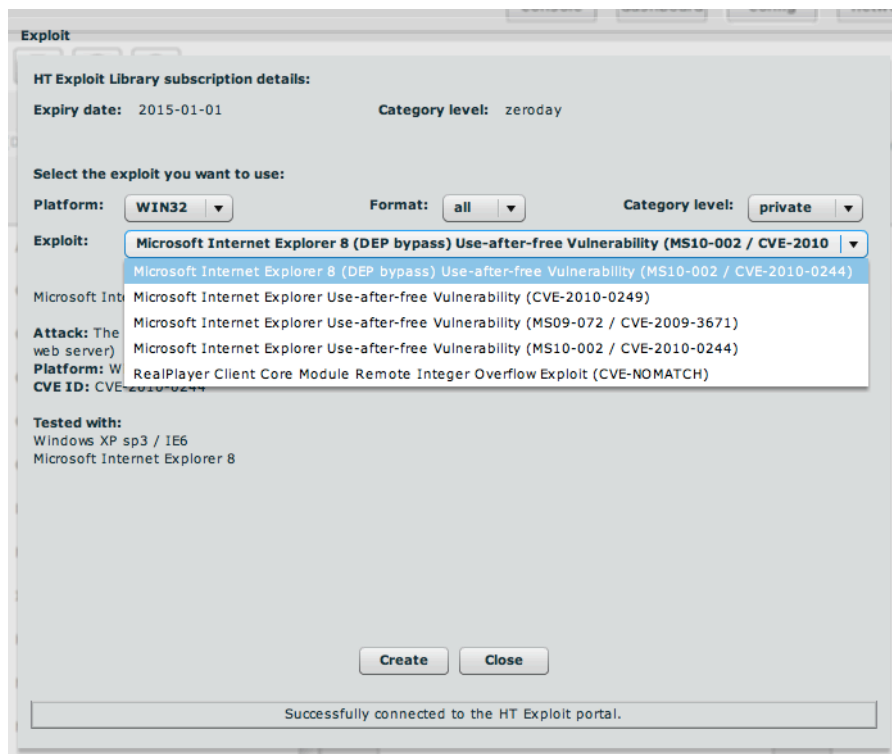 Exploit
HT Exploit Library subscription details:
Expiry date: 2015-01-01 Category level: zeroday
Select the exploit you want to use:
Platform: WIN32 Format: all Category level: private
Exploit: Microsoft Internet Explorer 8 (DEP bypass) Use-after-free Vulnerability (MS10-002 / CVE-2010
Microsoft Internet Explorer 8 (DEP bypass) Use-after-free Vulnerability (MS10-002 / CVE-2010-0244)
Microsoft Internet Explorer Use-after-free Vulnerability (CVE-2010-0249)
Microsoft Internet Explorer Use-after-free Vulnerability (MS09-072 / CVE-2009-3671)
Microsoft Internet Explorer Use-after-free Vulnerability (MS10-002 / CVE-2010-0244)
RealPlayer Client Core Module Remote Integer Overflow Exploit (CVE-NOMATCH)
Microsoft Int
Attack: The
web server)
Platform: W
CVE ID: CVE-2010-0244
Tested with:
Windows XP sp3 / IE6
Microsoft Internet Explorer 8
Create Close
Successfully connected to the HT Exploit portal.